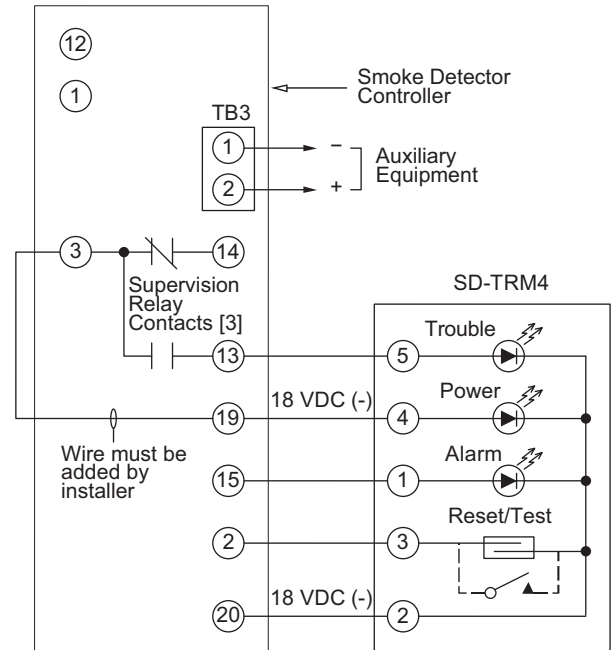 12
1
Smoke Detector
Controller
TB3
1
−
2
+
Auxiliary
Equipment
3
14
Supervision
Relay
Contacts [3]
13
SD-TRM4
5
Trouble
19
18 VDC (-)
4
Power
Wire must be
added by
installer
15
1
Alarm
2
3
Reset/Test
20
18 VDC (-)
2